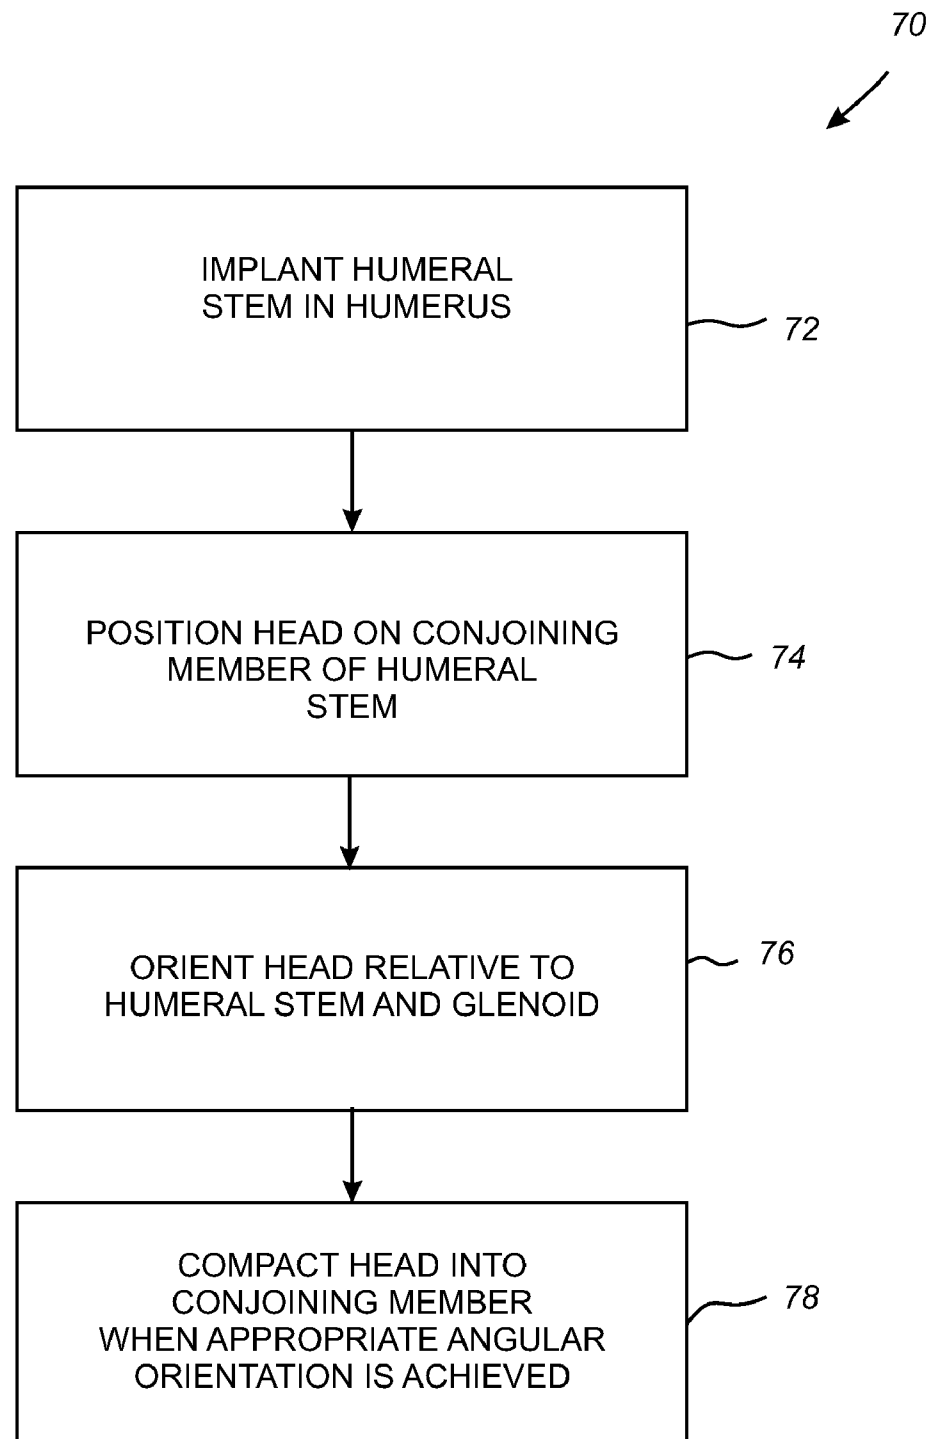 70
IMPLANT HUMERAL
STEM IN HUMERUS
72
POSITION HEAD ON CONJOINING
MEMBER OF HUMERAL
STEM
74
ORIENT HEAD RELATIVE TO
HUMERAL STEM AND GLENOID
76
COMPACT HEAD INTO
CONJOINING MEMBER
WHEN APPROPRIATE ANGULAR
ORIENTATION IS ACHIEVED
78